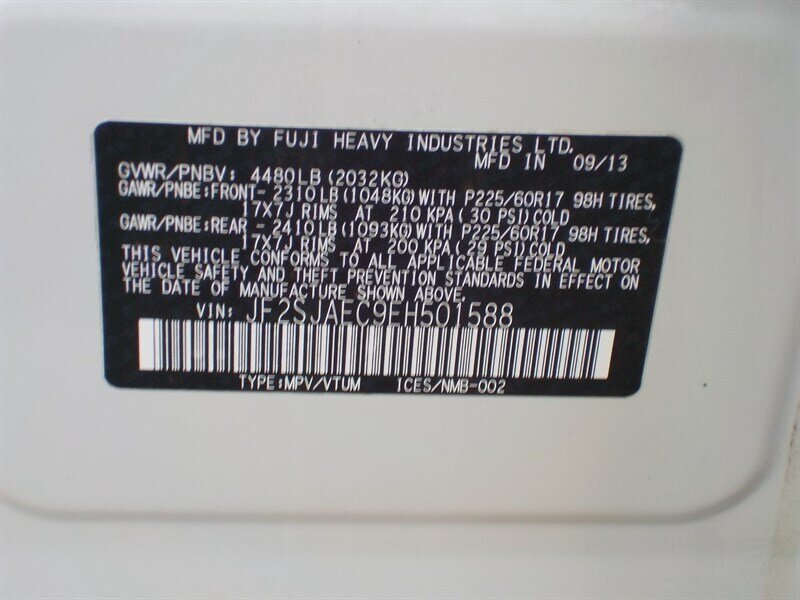 MFD BY FUJI HEAVY INDUSTRIES LTD.
MFD IN 09/13
GVWR/PNBV: 4480LB(2032KG)
GAWR/PNBE:FRONT-2310LB(1048KG)WITH P225/60R17 98H TIRES,
17X7J RIMS AT 210 KPA(30 PSI)COLD
GAWR/PNBE:REAR -2410LB(1093KG)WITH P225/60R17 98H TIRES,
17X7J RIMS AT 200 KPA(29 PSI)COLD
THIS VEHICLE CONFORMS TO ALL APPLICABLE FEDERAL MOTOR
VEHICLE SAFETY AND THEFT PREVENTION STANDARDS IN EFFECT ON
THE DATE OF MANUFACTURE SHOWN ABOVE.
VIN: JF2SJAEC9EH501588
TYPE:MPV/VTUM ICES/NMB-002